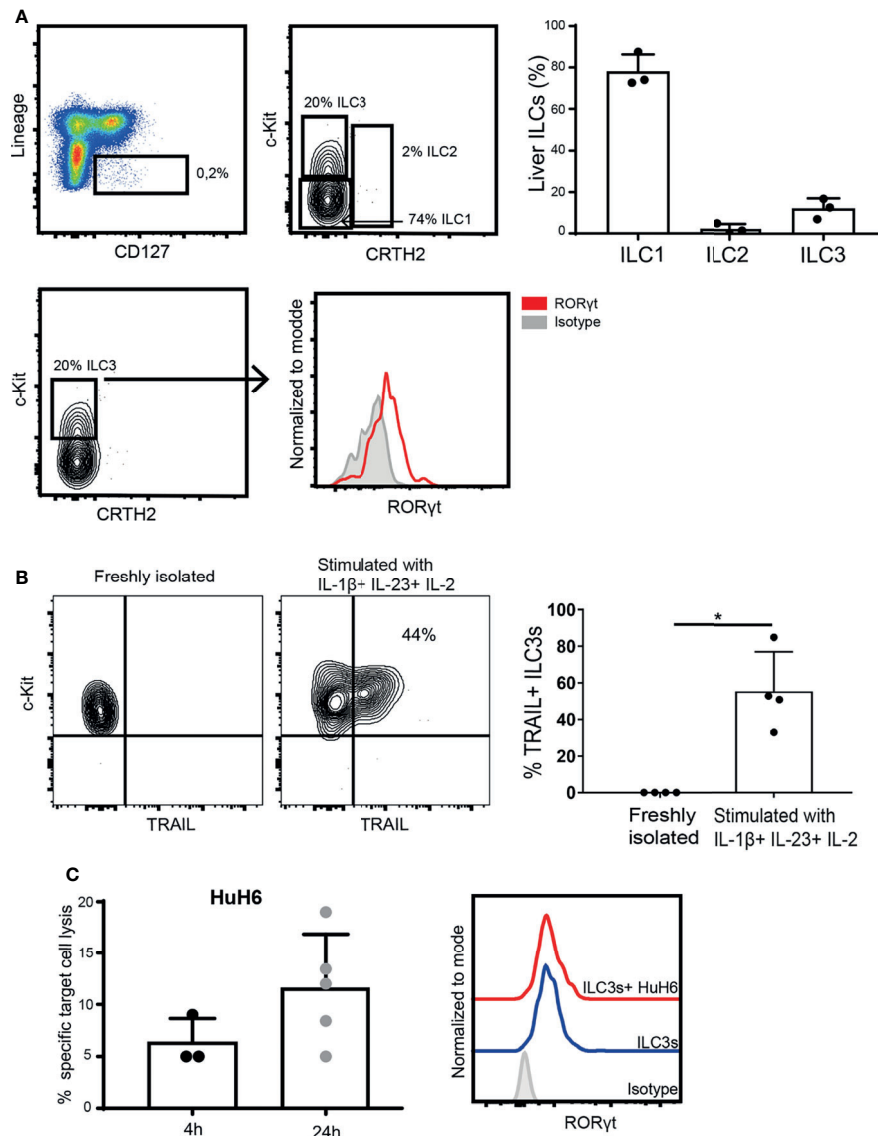 A
Lineage
0,2%
CD127
c-Kit
20% ILC3
2% ILC2
74% ILC1
CRTH2
Liver ILCs (%)
100
80
60
40
20
0
ILC1
ILC2
ILC3
c-Kit
20% ILC3
CRTH2
Normalized to modde
RORγt
RORγt
Isotype
B
Freshly isolated
c-Kit
TRAIL
Stimulated with
IL-1β+ IL-23+ IL-2
44%
TRAIL
% TRAIL+ ILC3s
100
80
60
40
20
0
*
Freshly
isolated
Stimulated with
IL-1β+ IL-23+ IL-2
C
HuH6
% specific target cell lysis
20
15
10
5
0
4h
24h
Normalized to mode
ILC3s+ HuH6
ILC3s
Isotype
RORγt